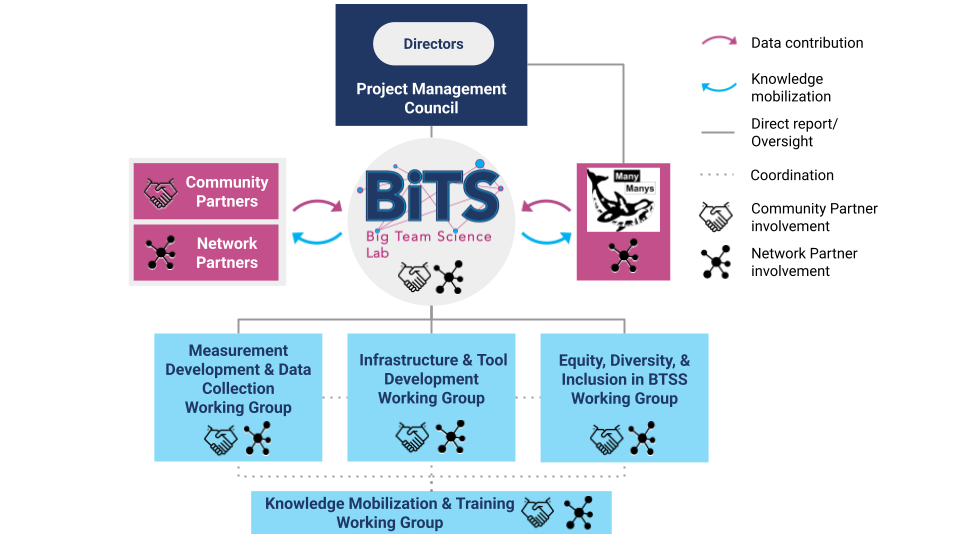 Directors
Project Management
Council
Community
Partners
Network
Partners
BiTS
Big Team Science
Lab
Many
Manys
Data contribution
Knowledge
mobilization
Direct report/
Oversight
Coordination
Community Partner
involvement
Network Partner
involvement
Measurement
Development & Data
Collection
Working Group
Infrastructure & Tool
Development
Working Group
Equity, Diversity, &
Inclusion in BTSS
Working Group
Knowledge Mobilization & Training
Working Group